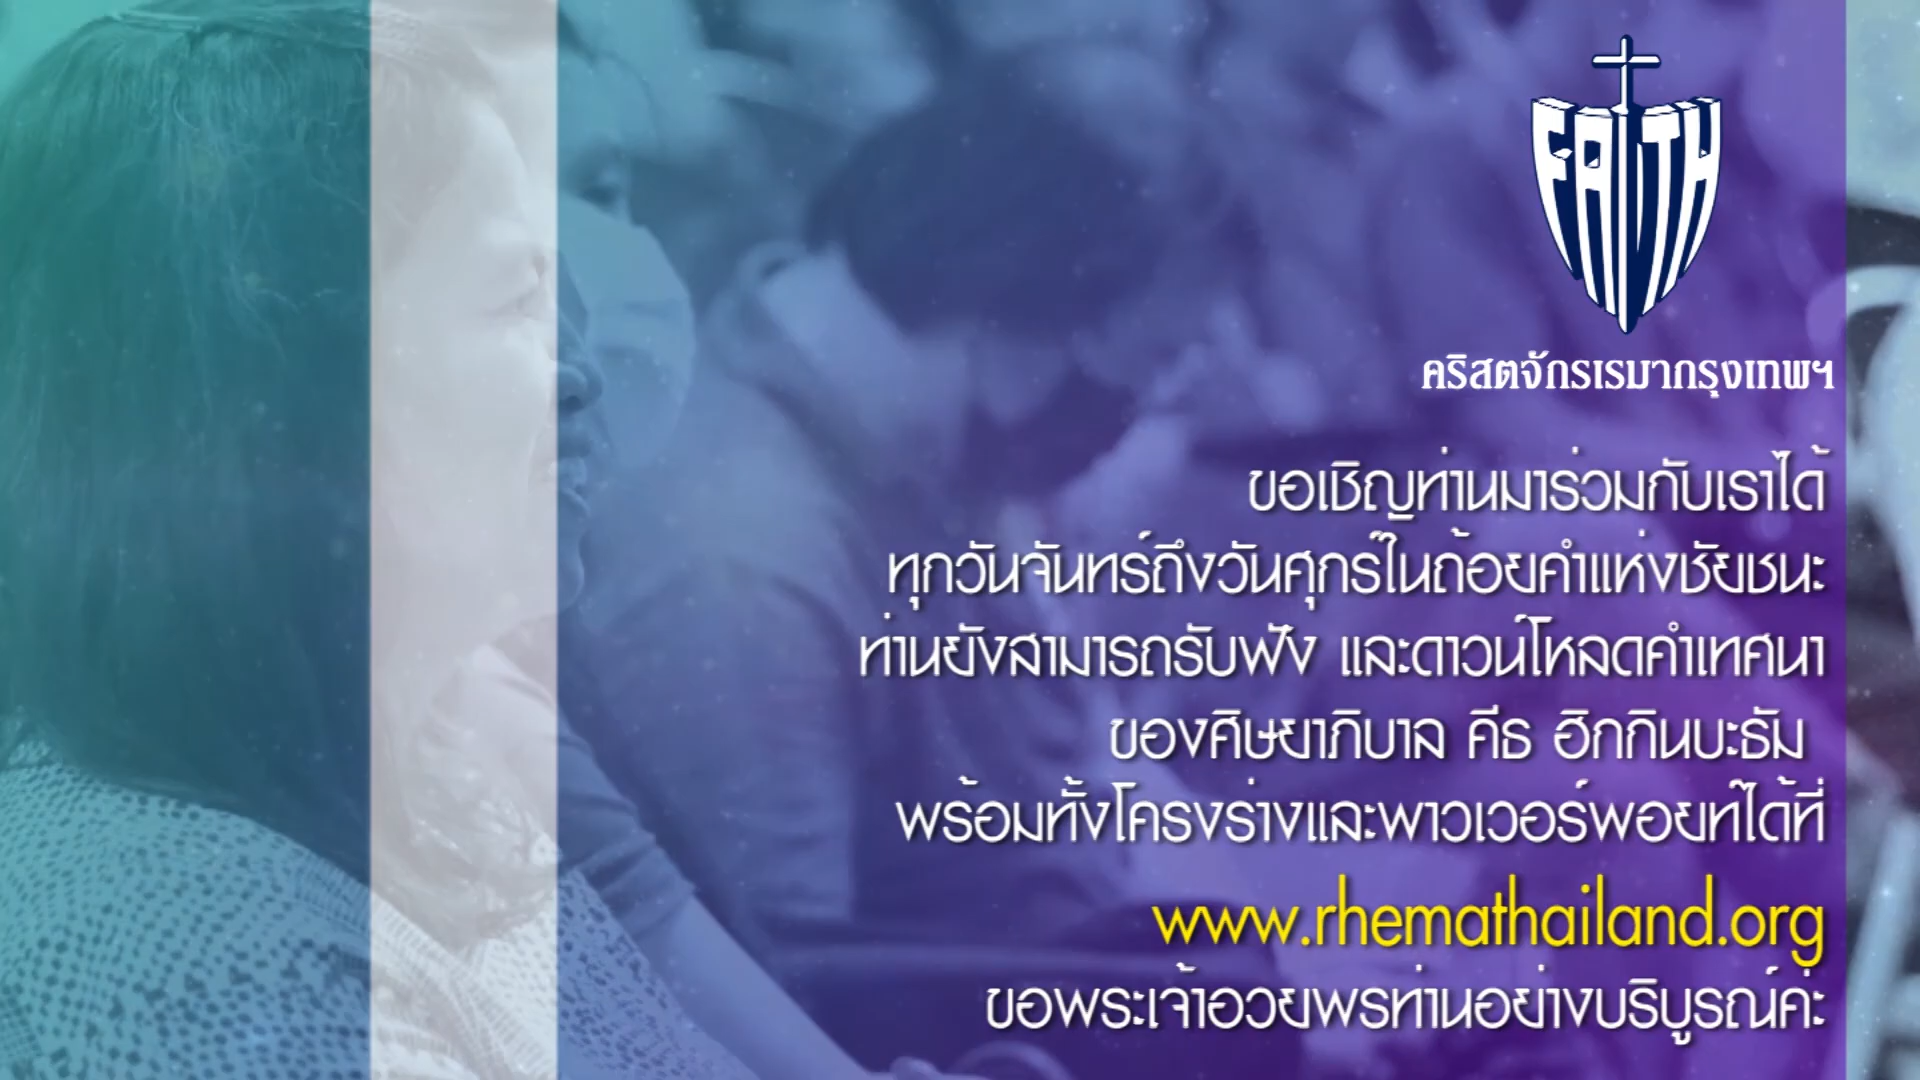 FAITH
คริสตจักรเรมากรุงเทพฯ
ขอเชิญท่านมาร่วมกับเราได้
ทุกวันจันทร์ถึงวันศุกร์ในถ้อยคำแห่งชัยชนะ
ท่านยังสามารถรับฟัง และดาวน์โหลดคำเทศนา
ของศิษยาภิบาล คีธ ฮิกกินบะธัม
พร้อมทั้งโครงร่างและพาวเวอร์พอยท์ได้ที่
www.rhemathailand.org
ขอพระเจ้าอวยพรท่านอย่างบริบูรณ์ค่ะ